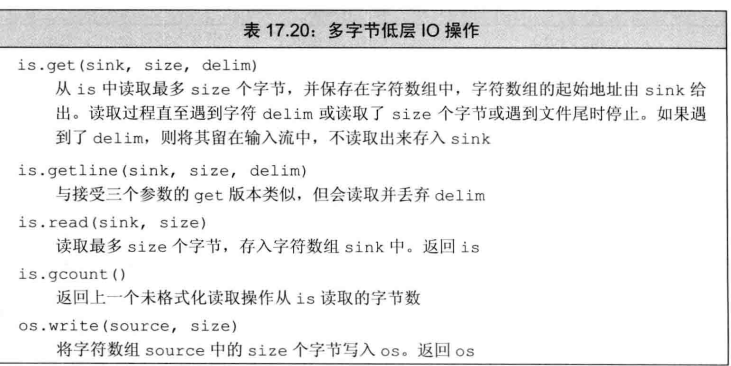 表 17.20：多字节低层 IO 操作
is.get(sink, size, delim)
从 is 中读取最多 size 个字节，并保存在字符数组中，字符数组的起始地址由 sink 给
出。读取过程直至遇到字符 delim 或读取了 size 个字节或遇到文件尾时停止。如果遇
到了 delim，则将其留在输入流中，不读取出来存入 sink
is.getline(sink, size, delim)
与接受三个参数的 get 版本类似，但会读取并丢弃 delim
is.read(sink, size)
读取最多 size 个字节，存入字符数组 sink 中。返回 is
is.gcount()
返回上一个未格式化读取操作从 is 读取的字节数
os.write(source, size)
将字符数组 source 中的 size 个字节写入 os。返回 os